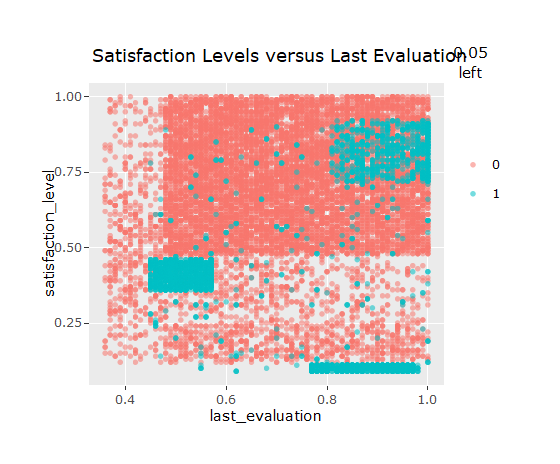 Satisfaction Levels versus Last Evaluation
0.05
left
0
1
1.00
0.75
0.50
0.25
satisfaction_level
0.4
0.6
0.8
1.0
last_evaluation